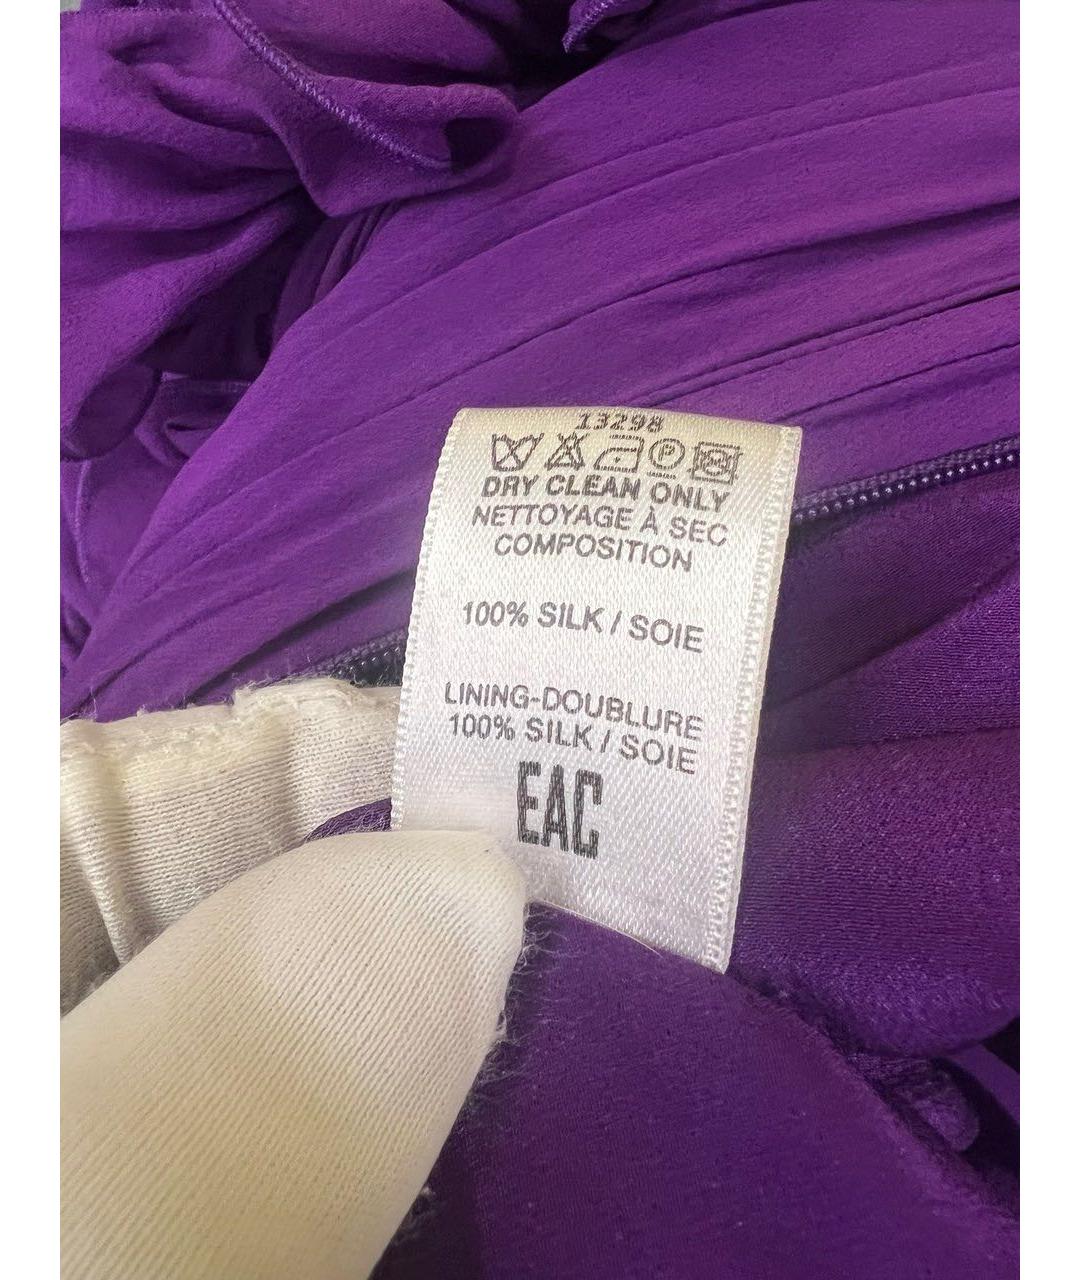 13298
P
DRY CLEAN ONLY
NETTOYAGE À SEC
COMPOSITION
100% SILK / SOIE
LINING-DOUBLURE
100% SILK / SOIE
EAC